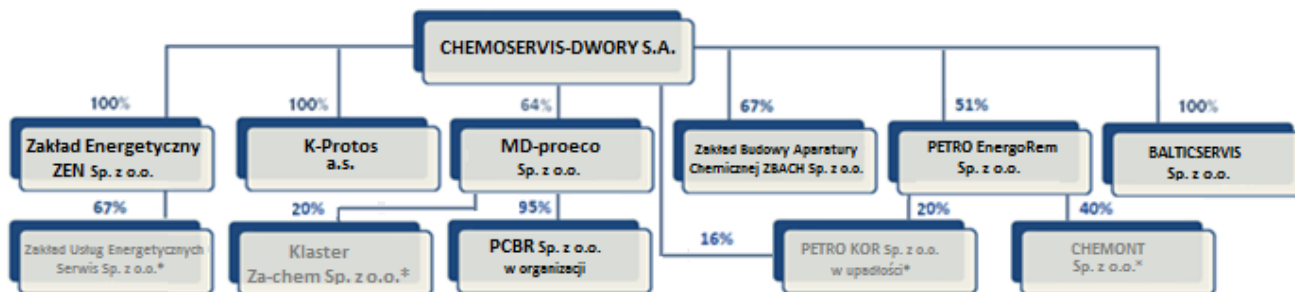 CHEMOSERVIS-DWORY S.A.
100%
100%
64%
67%
51%
100%
Zakład Energetyczny
ZEN Sp. z o.o.
K-Protos
a.s.
MD-proeco
Sp. z o.o.
Zakład Budowy Aparatury
Chemicznej ZBACH Sp. z o.o.
PETRO EnergoRem
Sp. z o.o.
BALTICSERVIS
Sp. z o.o.
67%
20%
95%
16%
20%
40%
Zakład Usług Energetycznych
Serwis Sp. z o.o.*
Klaster
Za-chem Sp. z o.o.*
PCBR Sp. z o.o.
w organizacji
PETRO KOR Sp. z o.o.
w upadłości*
CHEMONT
Sp. z o.o.*